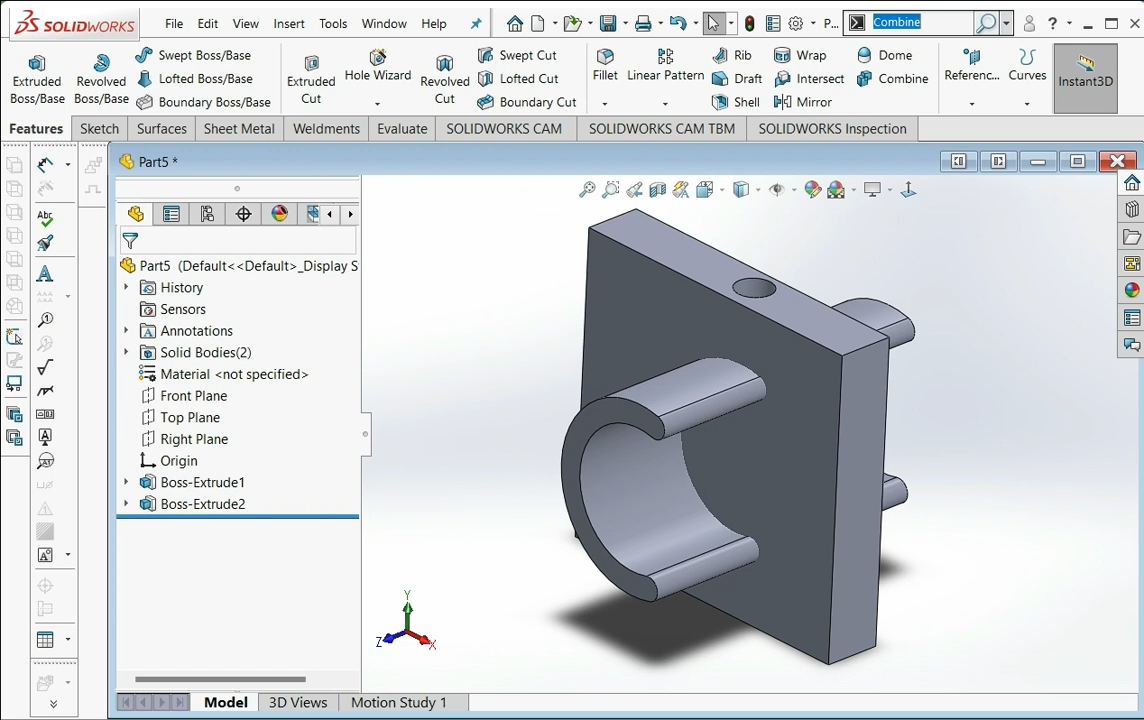 SOLIDWORKS File Edit View Insert Tools Window Help P... Combine ?
Extruded Boss/Base
Revolved Boss/Base
Swept Boss/Base
Lofted Boss/Base
Boundary Boss/Base
Extruded Cut
Hole Wizard
Revolved Cut
Swept Cut
Lofted Cut
Boundary Cut
Fillet
Linear Pattern
Rib
Draft
Shell
Wrap
Intersect
Mirror
Dome
Combine
Referenc...
Curves
Instant3D
Features Sketch Surfaces Sheet Metal Weldments Evaluate SOLIDWORKS CAM SOLIDWORKS CAM TBM SOLIDWORKS Inspection
Part5 *
Abc
A
Part5 (Default<<Default>_Display S
History
Sensors
Annotations
Solid Bodies(2)
Material <not specified>
Front Plane
Top Plane
Right Plane
Origin
Boss-Extrude1
Boss-Extrude2
Y
Z
X
Model 3D Views Motion Study 1